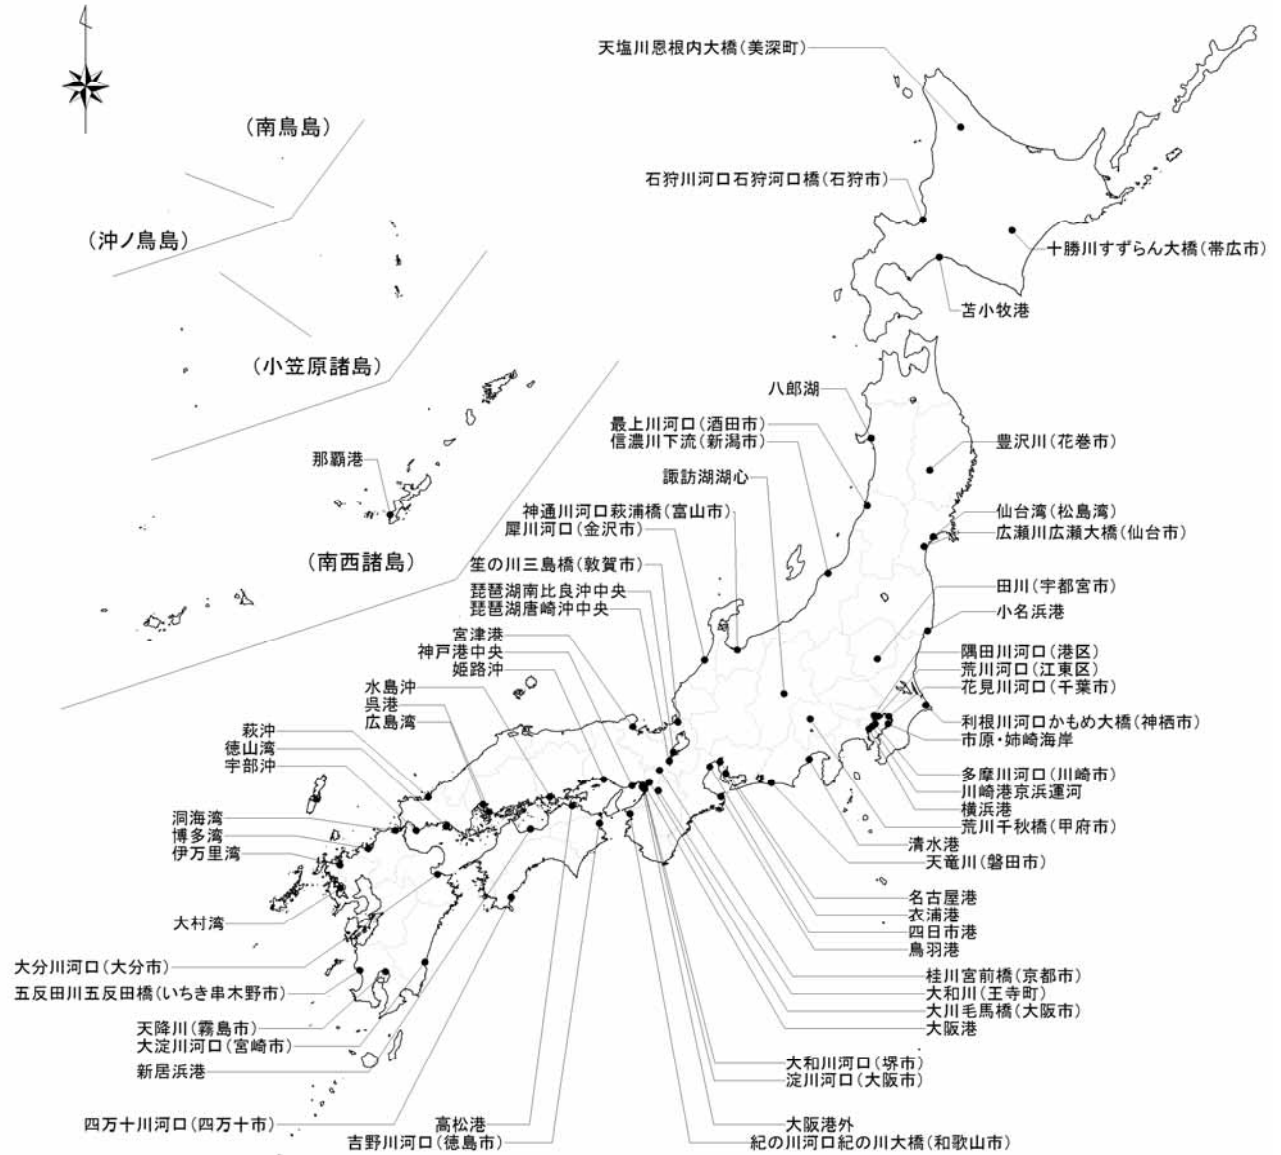 天塩川恩根内大橋(美深町)
(南鳥島)
石狩川河口石狩河口橋(石狩市)
(沖ノ鳥島)
十勝川すずらん大橋(帯広市)
苫小牧港
(小笠原諸島)
八郎湖
最上川河口(酒田市)
信濃川下流(新潟市)
豊沢川(花巻市)
那覇港
諏訪湖湖心
神通川河口萩浦橋(富山市)
仙台湾(松島湾)
犀川河口(金沢市)
広瀬川広瀬大橋(仙台市)
(南西諸島)
笙の川三島橋(敦賀市)
琵琶湖南比良沖中央
田川(宇都宮市)
琵琶湖唐崎沖中央
小名浜港
宮津港
神戸港中央
隅田川河口(港区)
姫路沖
荒川河口(江東区)
水島沖
花見川河口(千葉市)
呉港
広島湾
利根川河口かもめ大橋(神栖市)
萩沖
市原・姉崎海岸
徳山湾
宇部沖
多摩川河口(川崎市)
川崎港京浜運河
横浜港
洞海湾
荒川千秋橋(甲府市)
博多湾
清水港
伊万里湾
天竜川(磐田市)
名古屋港
衣浦港
大村湾
四日市港
鳥羽港
大分川河口(大分市)
桂川宮前橋(京都市)
五反田川五反田橋(いちき串木野市)
大和川(王寺町)
大川毛馬橋(大阪市)
天降川(霧島市)
大阪港
大淀川河口(宮崎市)
大和川河口(堺市)
新居浜港
淀川河口(大阪市)
四万十川河口(四万十市)
高松港
大阪港外
吉野川河口(徳島市)
紀の川河口紀の川大橋(和歌山市)